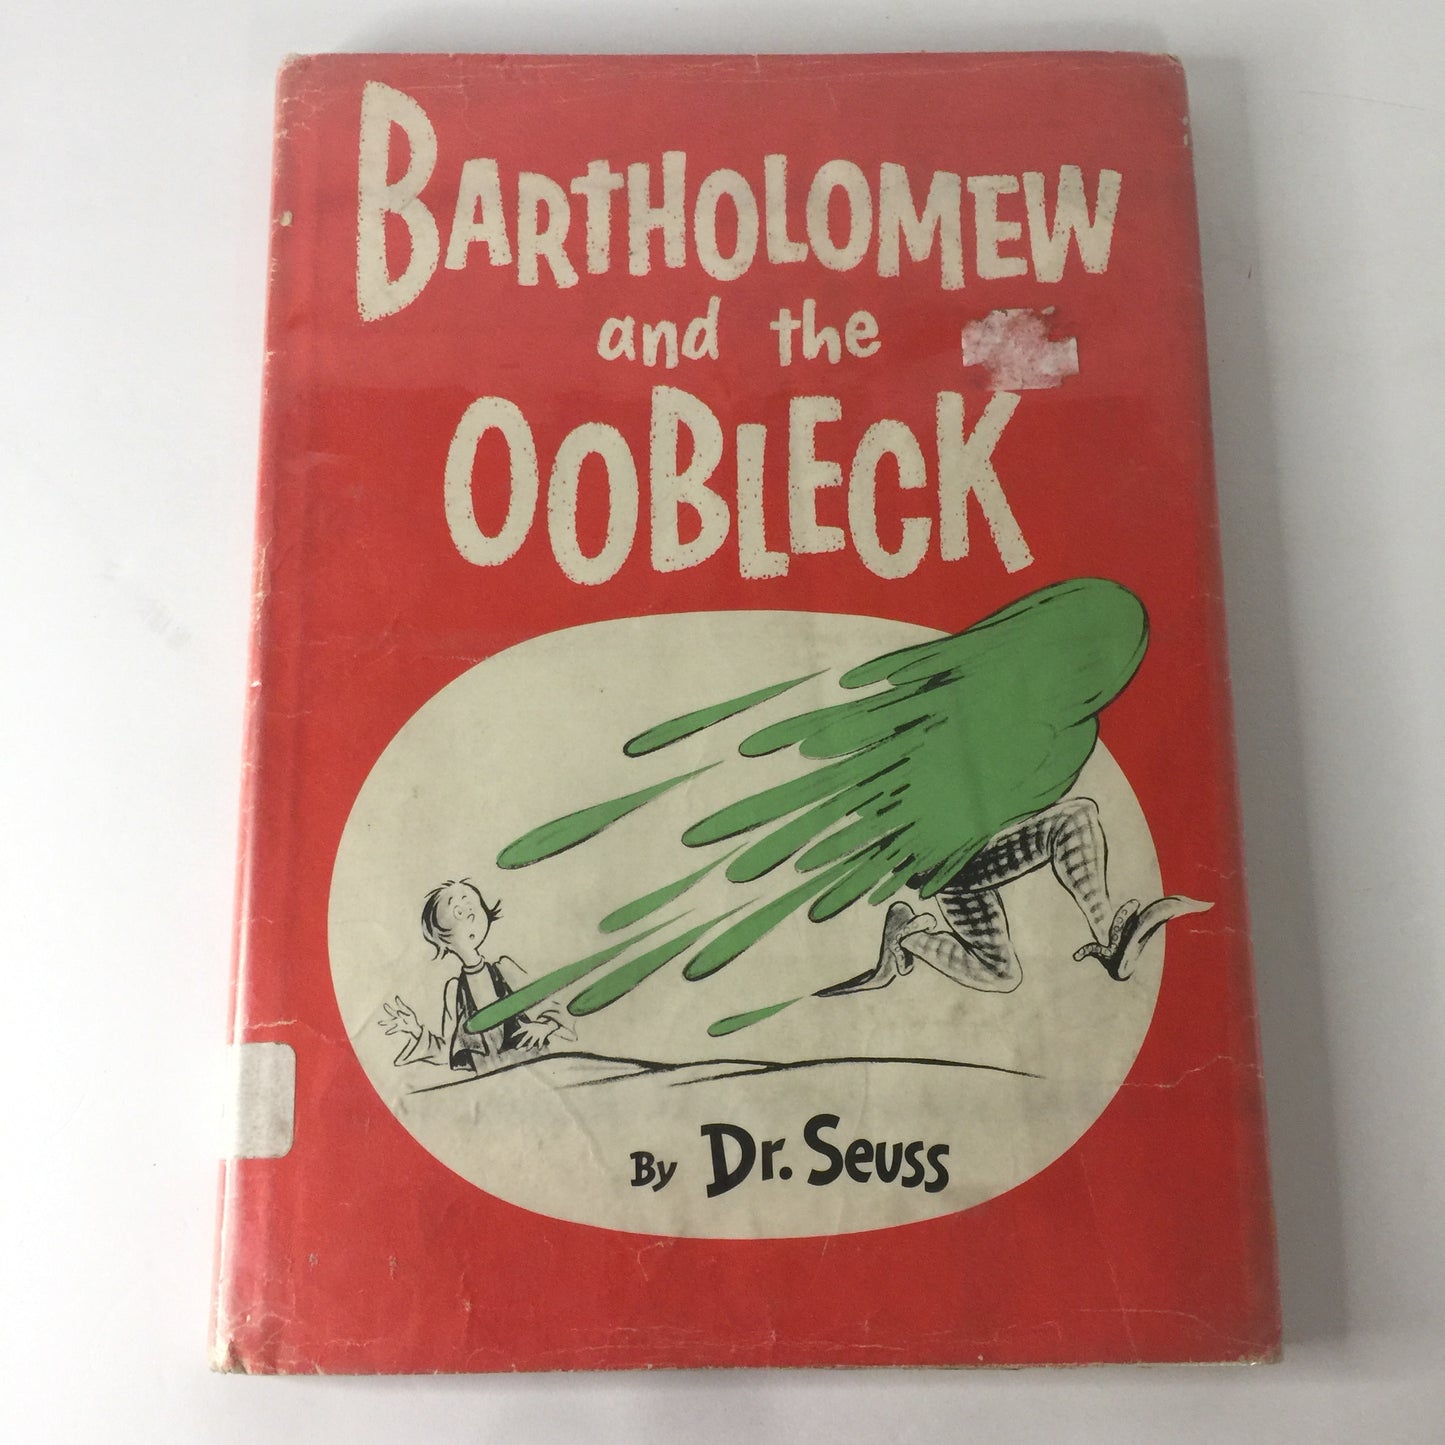 BARTHOLOMEW
and the
OOBLECK
By Dr. Seuss